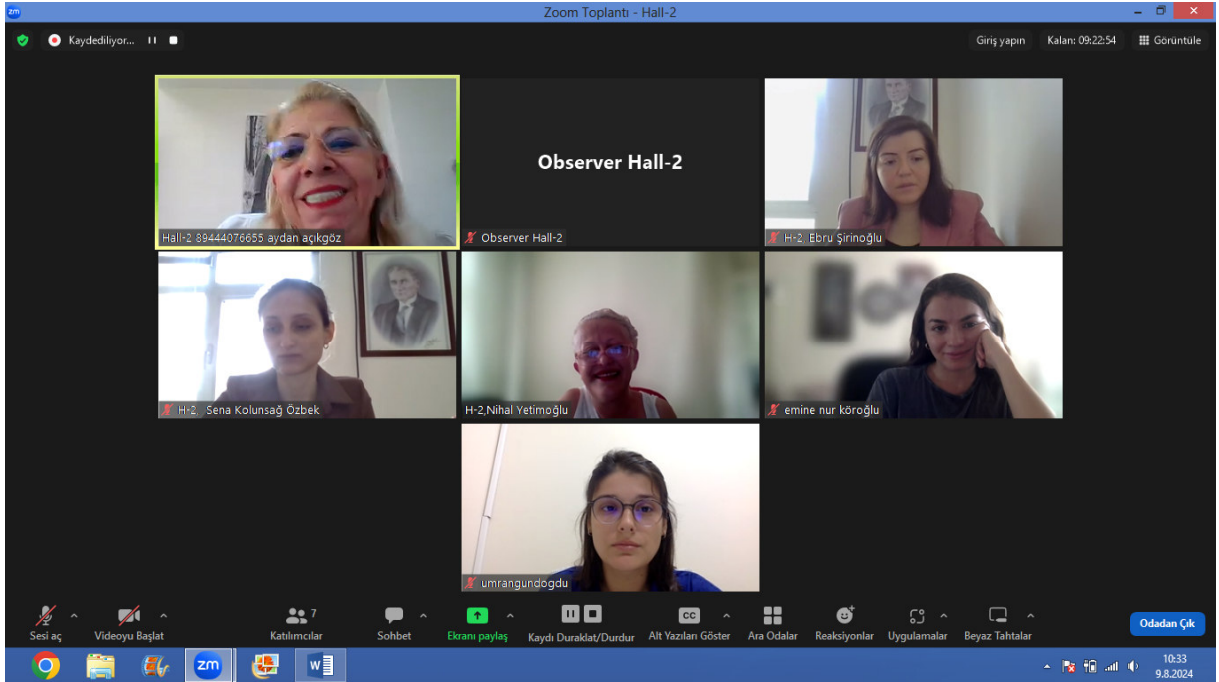 zm
Zoom Toplantı - Hall-2
Kaydediliyor...
Giriş yapın
Kalan: 09:22:54
Görüntüle
Hall-2 89444076655 aydan açıkgöz
Observer Hall-2
Observer Hall-2
H-2, Ebru Şirinoğlu
H-2, Sena Kolunsağ Özbek
H-2,Nihal Yetimoğlu
emine nur köroğlu
umrangundogdu
7
CC
Sesi aç
Videoyu Başlat
Katılımcılar
Sohbet
Ekranı paylaş
Kaydı Duraklat/Durdur
Alt Yazıları Göster
Ara Odalar
Reaksiyonlar
Uygulamalar
Beyaz Tahtalar
Odadan Çık
zm
W
10:33
9.8.2024